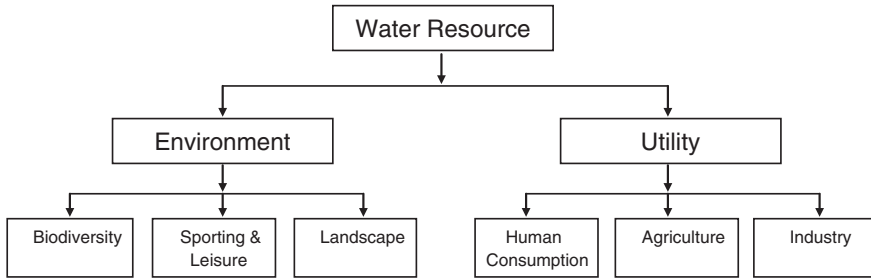 Water Resource
Environment
Utility
Biodiversity
Sporting &
Leisure
Landscape
Human
Consumption
Agriculture
Industry